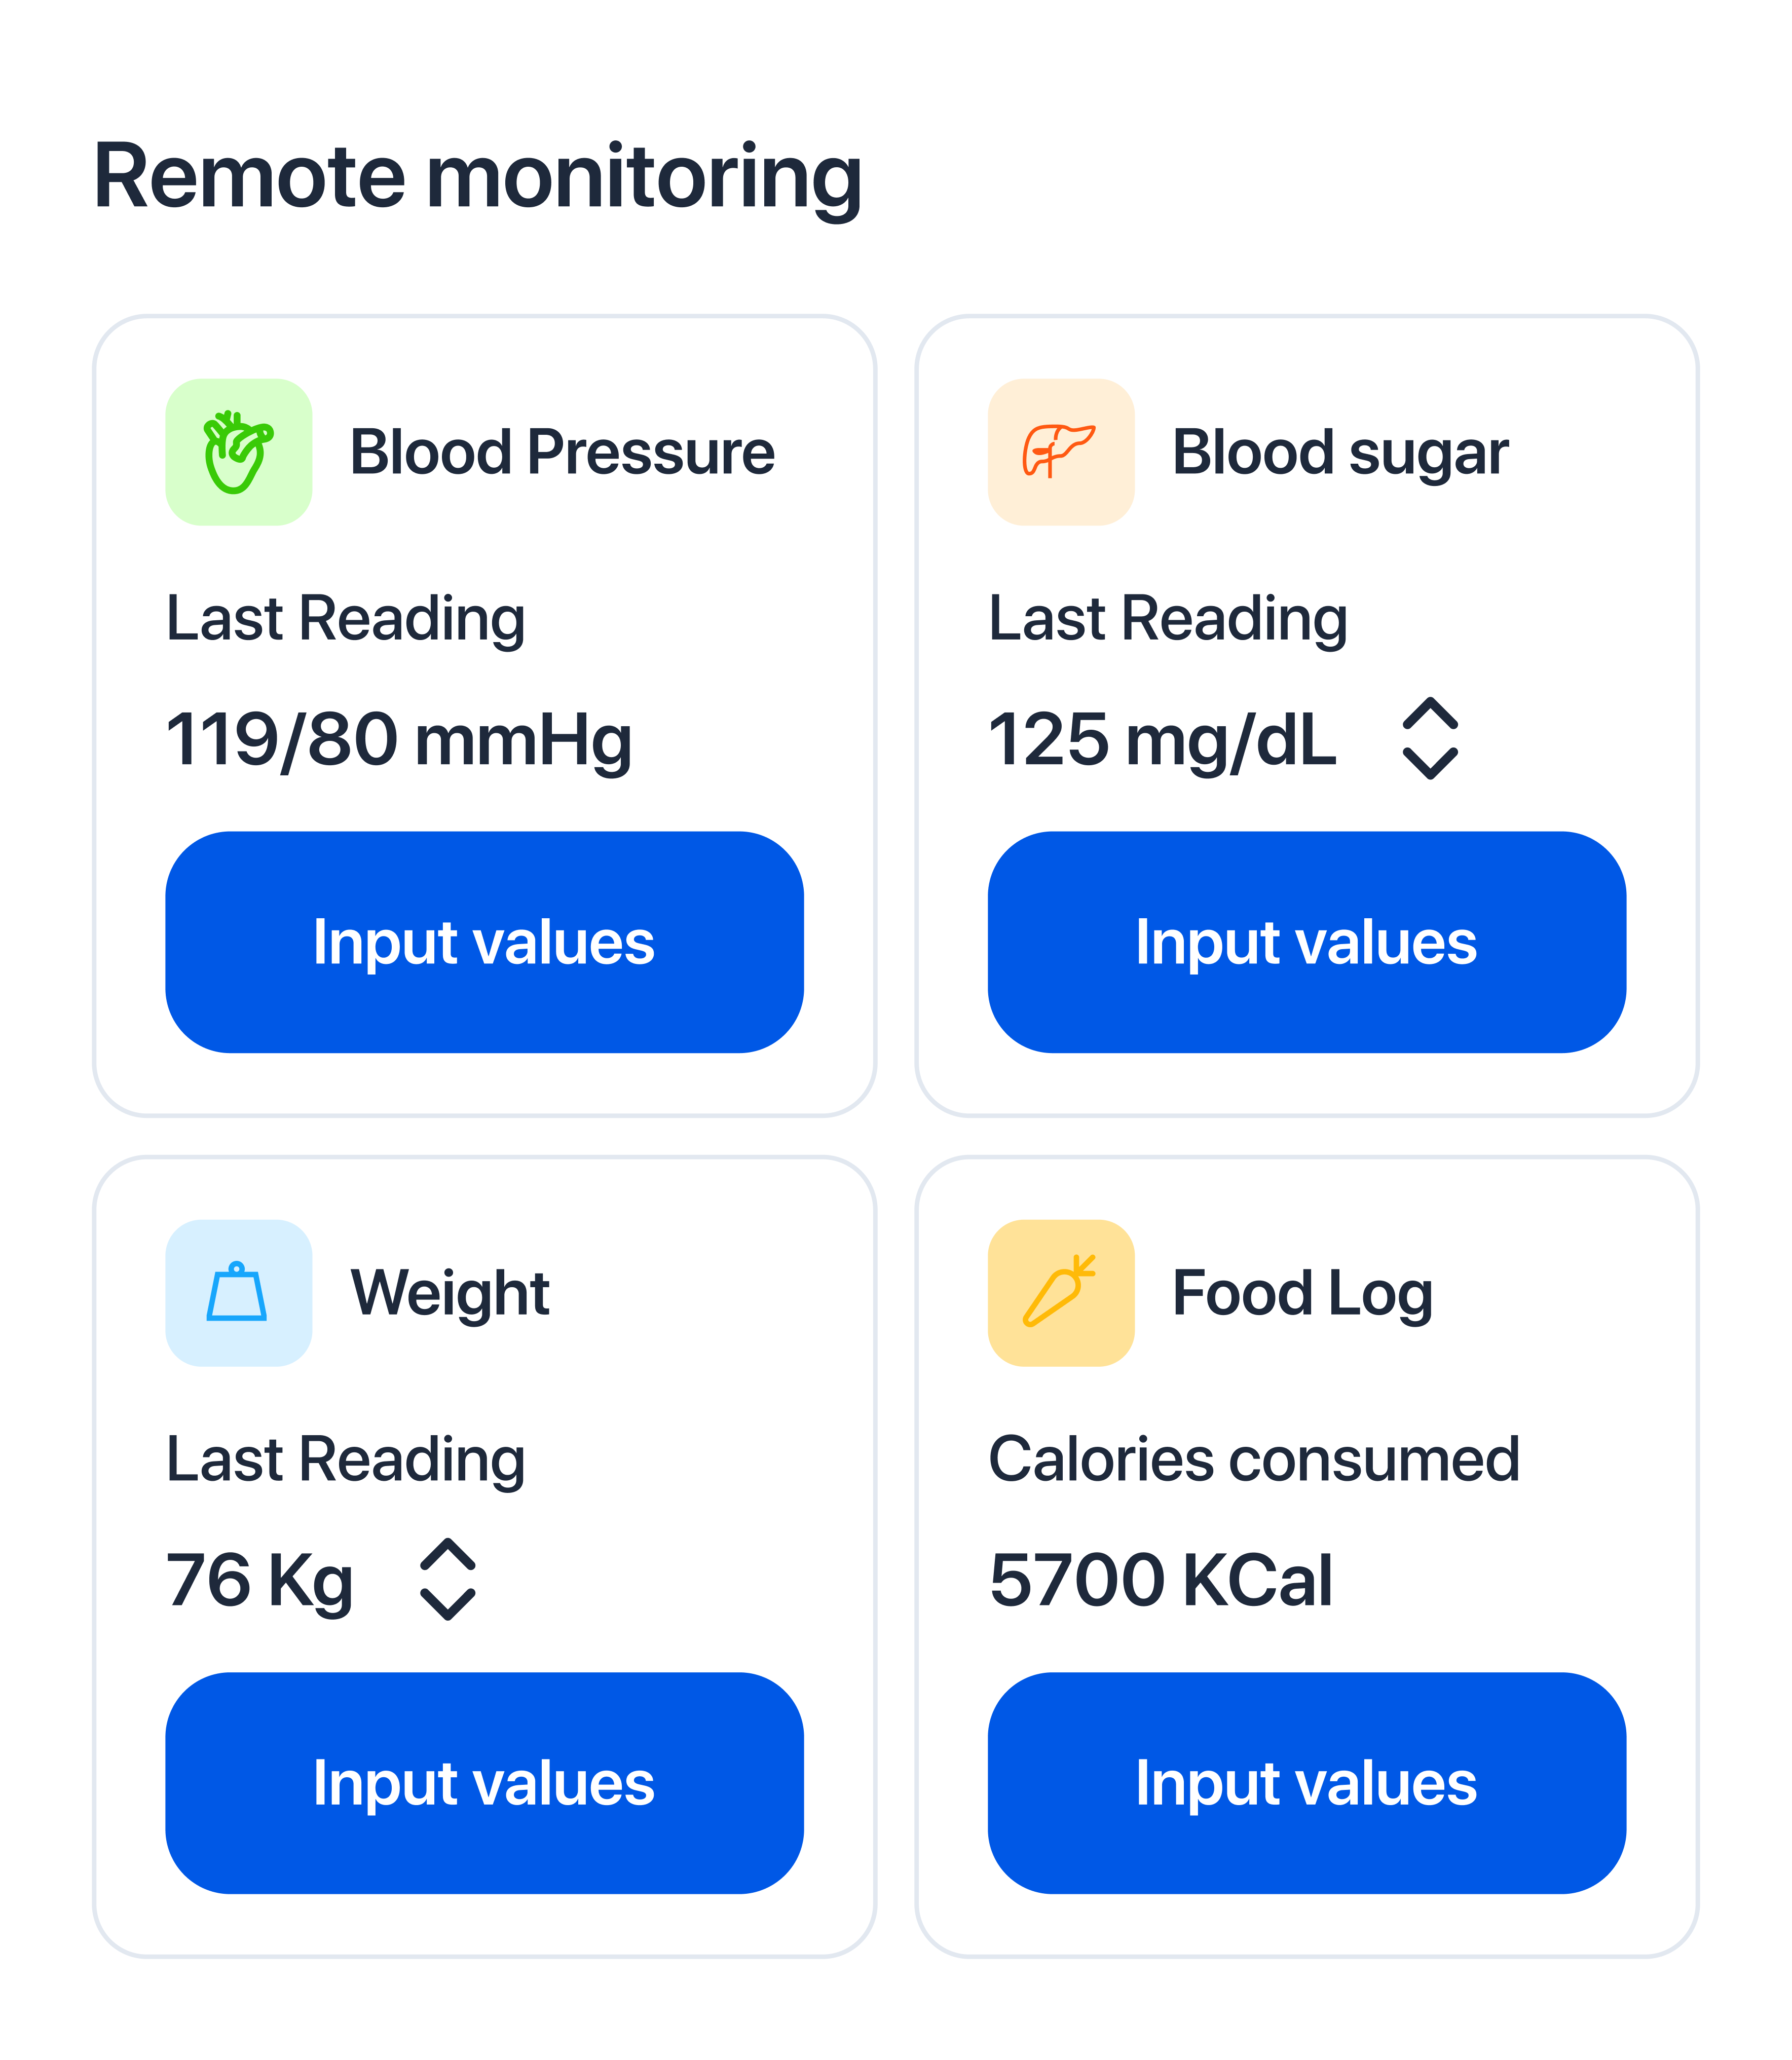 Remote monitoring
Blood Pressure
Last Reading
119/80 mmHg
Input values
Blood sugar
Last Reading
125 mg/dL
Input values
Weight
Last Reading
76 Kg
Input values
Food Log
Calories consumed
5700 KCal
Input values